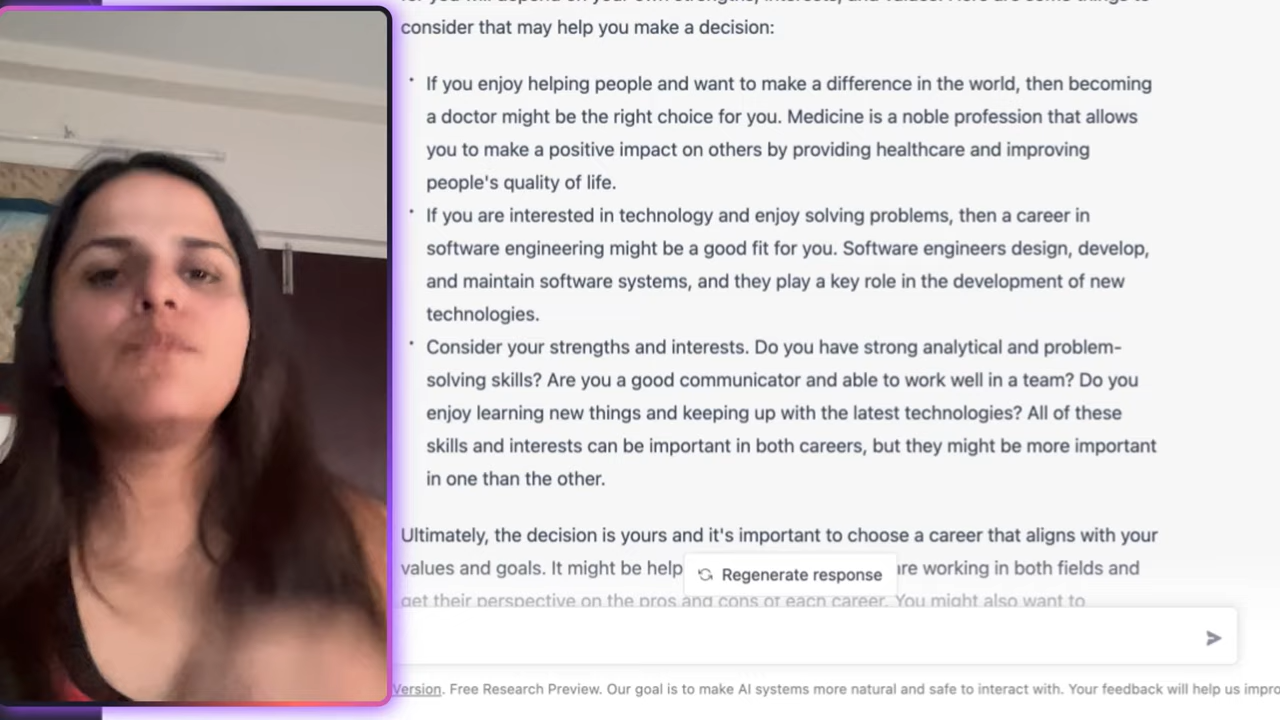 consider that may help you make a decision:
If you enjoy helping people and want to make a difference in the world, then becoming
a doctor might be the right choice for you. Medicine is a noble profession that allows
you to make a positive impact on others by providing healthcare and improving
people's quality of life.
If you are interested in technology and enjoy solving problems, then a career in
software engineering might be a good fit for you. Software engineers design, develop,
and maintain software systems, and they play a key role in the development of new
technologies.
Consider your strengths and interests. Do you have strong analytical and problem-
solving skills? Are you a good communicator and able to work well in a team? Do you
enjoy learning new things and keeping up with the latest technologies? All of these
skills and interests can be important in both careers, but they might be more important
in one than the other.
Ultimately, the decision is yours and it's important to choose a career that aligns with your
values and goals. It might be help
Regenerate response
are working in both fields and
get their perspective on the pros and cons of each career. You might also want to
Version. Free Research Preview. Our goal is to make AI systems more natural and safe to interact with. Your feedback will help us impro